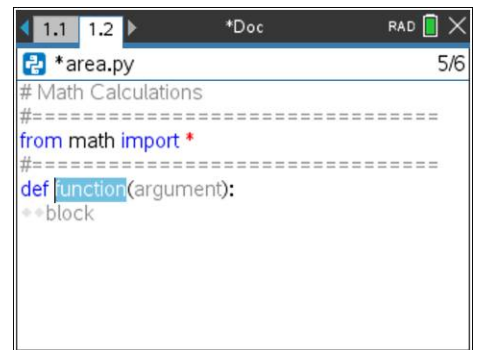 1.1 1.2 *Doc RAD
*area.py 5/6
# Math Calculations
#================================
from math import *
#================================
def function(argument):
◆◆block